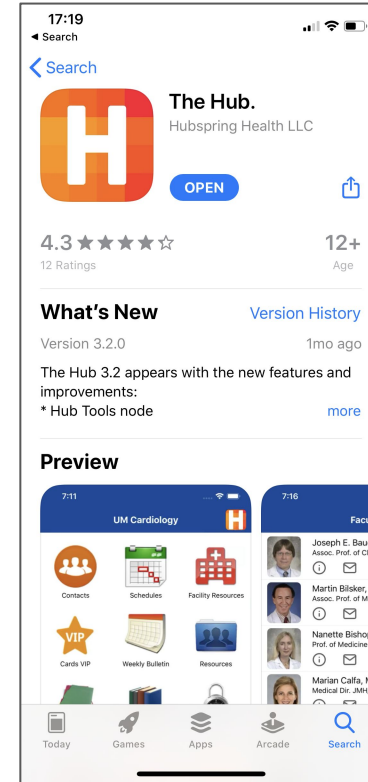 17:19
◀ Search
Search
H
The Hub.
Hubspring Health LLC
OPEN
4.3 ★★★★☆
12+
12 Ratings
Age
What's New
Version History
Version 3.2.0
1mo ago
The Hub 3.2 appears with the new features and
improvements:
* Hub Tools node
more
Preview
7:11
UM Cardiology
H
Contacts
Schedules
Facility Resources
VIP
Cards VIP
Weekly Bulletin
Resources
7:16
Facu
Joseph E. Bau
Assoc. Prof. of Cl
Martin Bilsker,
Assoc. Prof. of M
Nanette Bishop
Prof. of Medicine
Marian Calfa, M
Medical Dir. JMH,
Today
Games
Apps
Arcade
Search